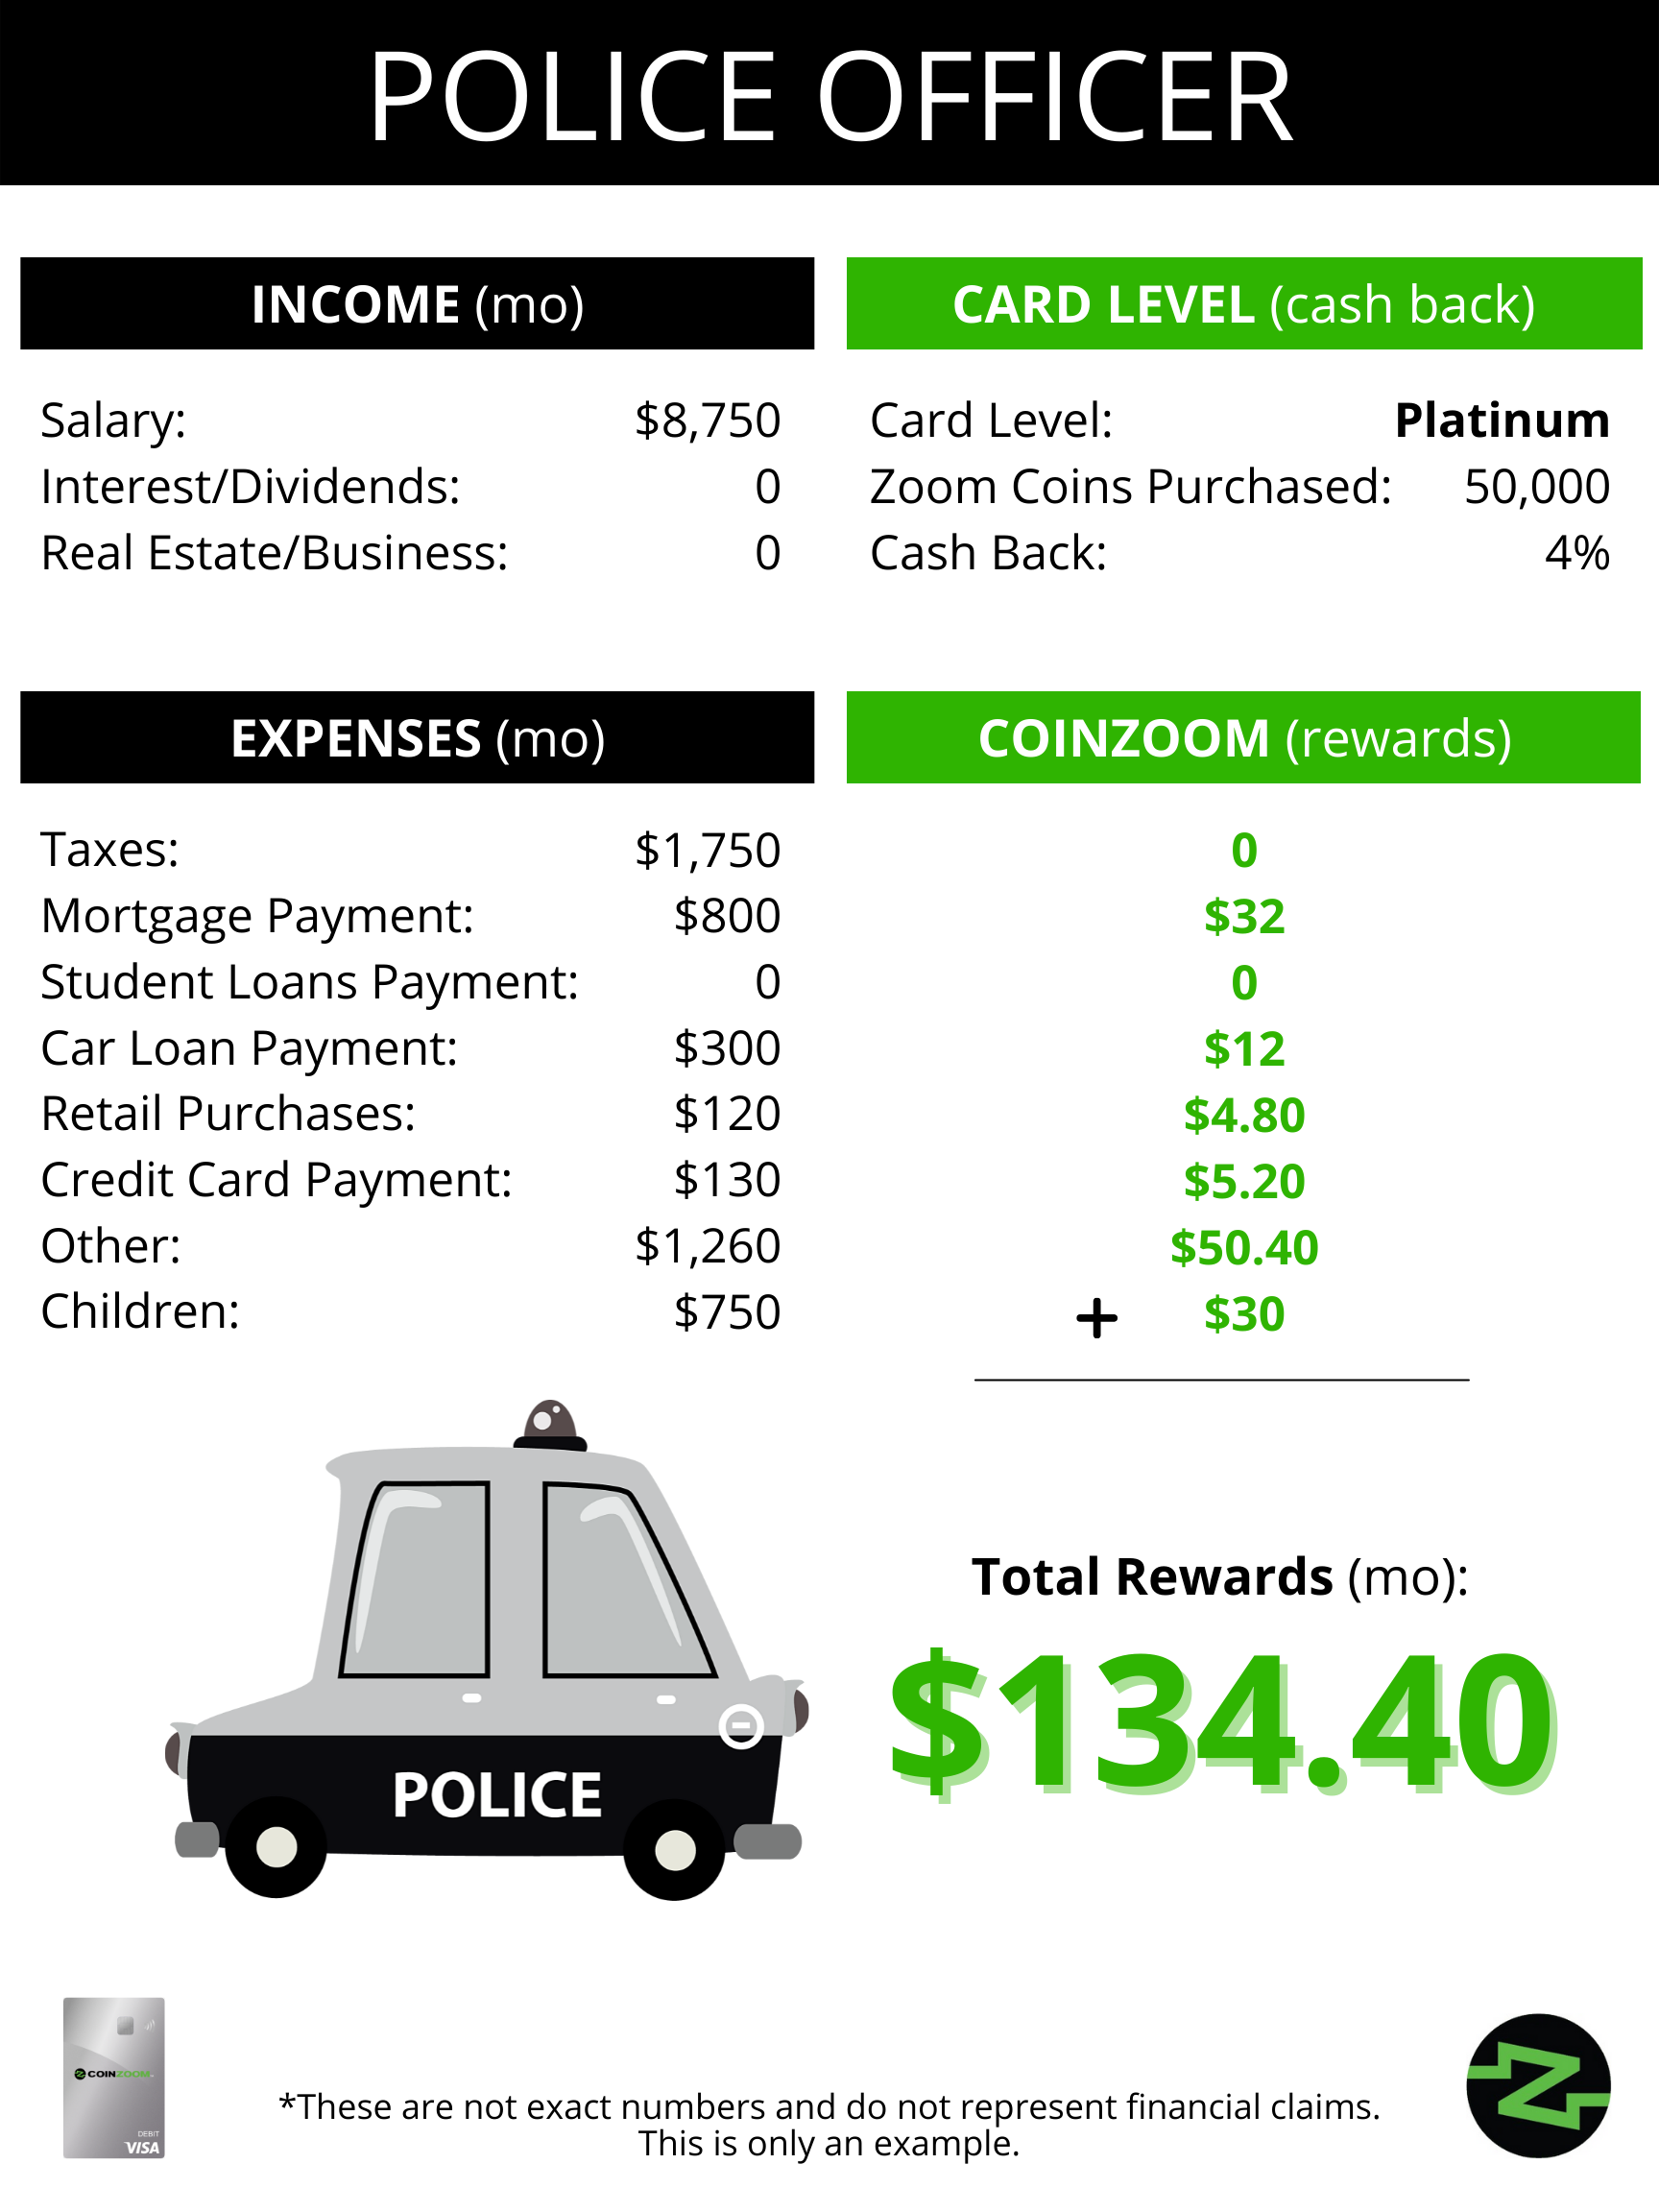 POLICE OFFICER
INCOME (mo)
Salary: $8,750
Interest/Dividends: 0
Real Estate/Business: 0
CARD LEVEL (cash back)
Card Level: Platinum
Zoom Coins Purchased: 50,000
Cash Back: 4%
EXPENSES (mo)
Taxes: $1,750
Mortgage Payment: $800
Student Loans Payment: 0
Car Loan Payment: $300
Retail Purchases: $120
Credit Card Payment: $130
Other: $1,260
Children: $750
COINZOOM (rewards)
0
$32
0
$12
$4.80
$5.20
$50.40
+ $30
Total Rewards (mo):
$134.40
POLICE
COINZOOM
DEBIT
VISA
*These are not exact numbers and do not represent financial claims.
This is only an example.